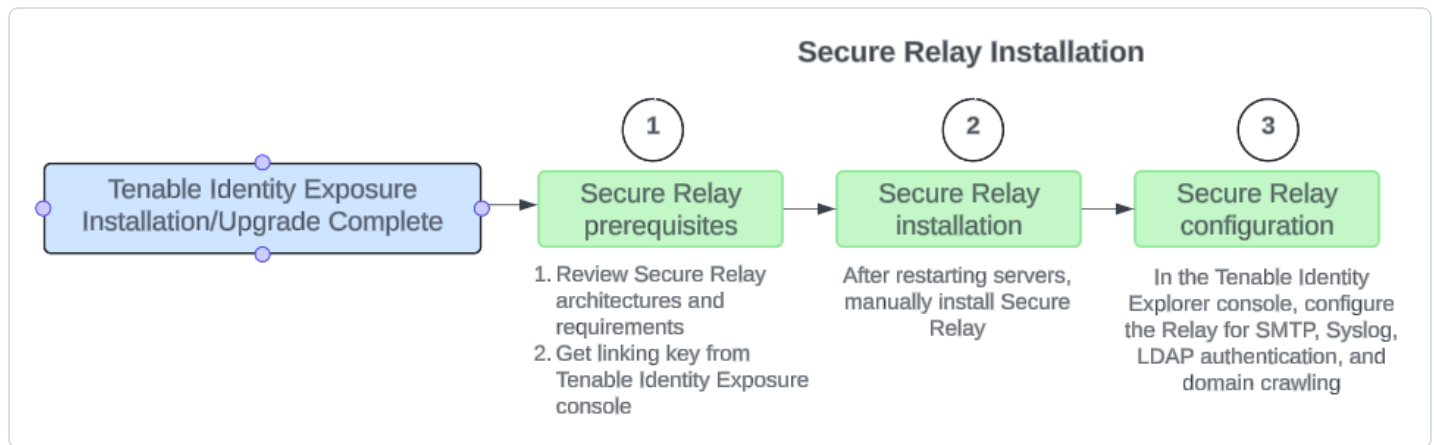 Secure Relay Installation
1
2
3
Tenable Identity Exposure
Installation/Upgrade Complete
Secure Relay
prerequisites
1. Review Secure Relay
architectures and
requirements
2. Get linking key from
Tenable Identity Exposure
console
Secure Relay
installation
After restarting servers,
manually install Secure
Relay
Secure Relay
configuration
In the Tenable Identity
Explorer console, configure
the Relay for SMTP, Syslog,
LDAP authentication, and
domain crawling